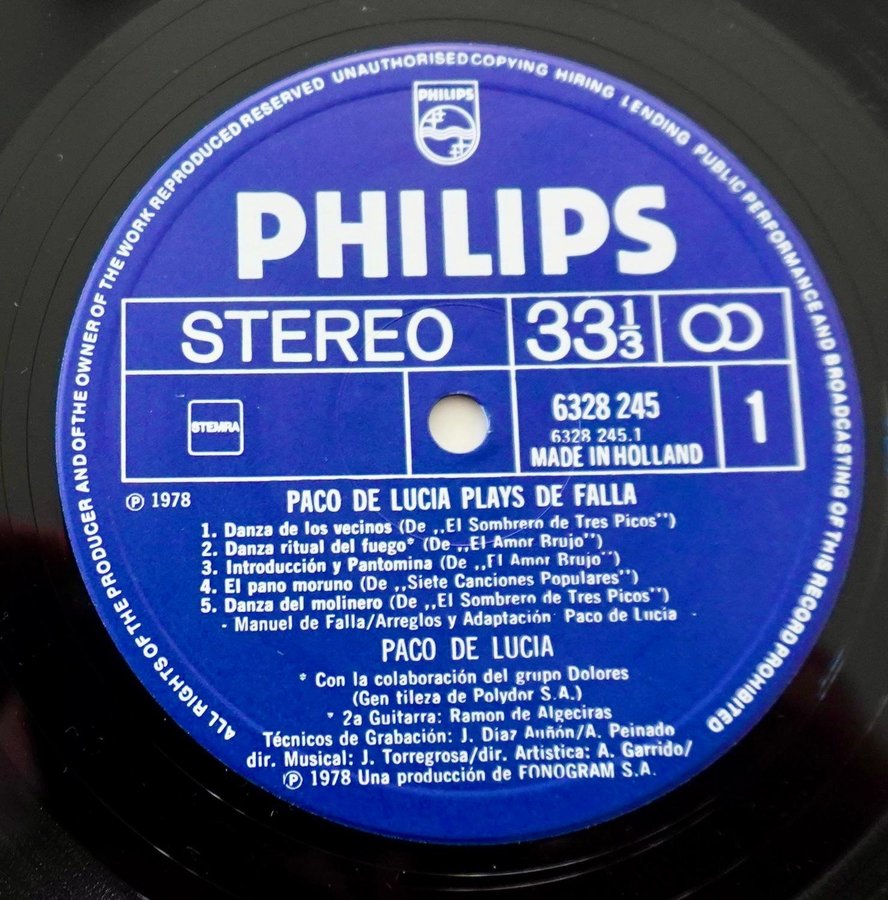 ALL RIGHTS OF THE PRODUCER AND OF THE OWNER OF THE WORK REPRODUCED RESERVED UNAUTHORISED COPYING HIRING LENDING PUBLIC PERFORMANCE AND BROADCASTING OF THIS RECORD PROHIBITED
PHILIPS
PHILIPS
STEREO 33 1/3
STEMRA
6328 245
6328 245.1
MADE IN HOLLAND
1
Ⓟ 1978
PACO DE LUCIA PLAYS DE FALLA
1. Danza de los vecinos (De ,,El Sombrero de Tres Picos")
2. Danza ritual del fuego* (De ,,El Amor Brujo")
3. Introducción y Pantomina (De ,,El Amor Brujo")
4. El pano moruno (De ,,Siete Canciones Populares")
5. Danza del molinero (De ,,El Sombrero de Tres Picos")
- Manuel de Falla/Arreglos y Adaptación Paco de Lucia -
PACO DE LUCIA
* Con la colaboración del grupo Dolores
(Gen tileza de Polydor S.A.)
* 2a Guitarra: Ramon de Algeciras
Técnicos de Grabación: J. Díaz Auñón/A. Peinado
dir. Musical: J. Torregrosa/dir. Artistica: A. Garrido/
Ⓟ 1978 Una producción de FONOGRAM S.A.